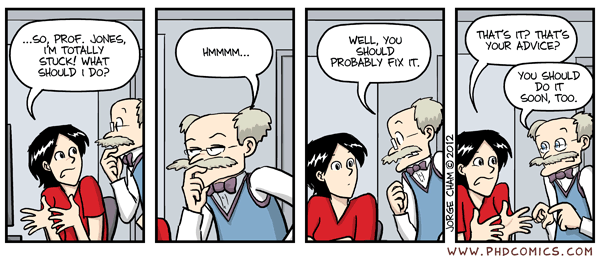 ...SO, PROF. JONES,
I'M TOTALLY
STUCK! WHAT
SHOULD I DO?
HMMMM...
WELL, YOU
SHOULD
PROBABLY FIX IT.
THAT'S IT? THAT'S
YOUR ADVICE?
YOU SHOULD
DO IT
SOON, TOO.
JORGE CHAM © 2012
WWW.PHDCOMICS.COM